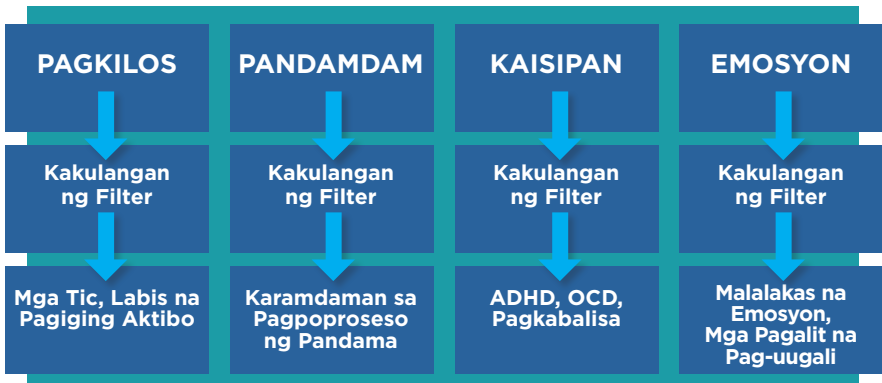 PAGKILOS
PANDAMDAM
KAISIPAN
EMOSYON
Kakulangan
ng Filter
Kakulangan
ng Filter
Kakulangan
ng Filter
Kakulangan
ng Filter
Mga Tic, Labis na
Pagiging Aktibo
Karamdaman sa
Pagpoproseso
ng Pandama
ADHD, OCD,
Pagkabalisa
Malalakas na
Emosyon,
Mga Pagalit na
Pag-uugali